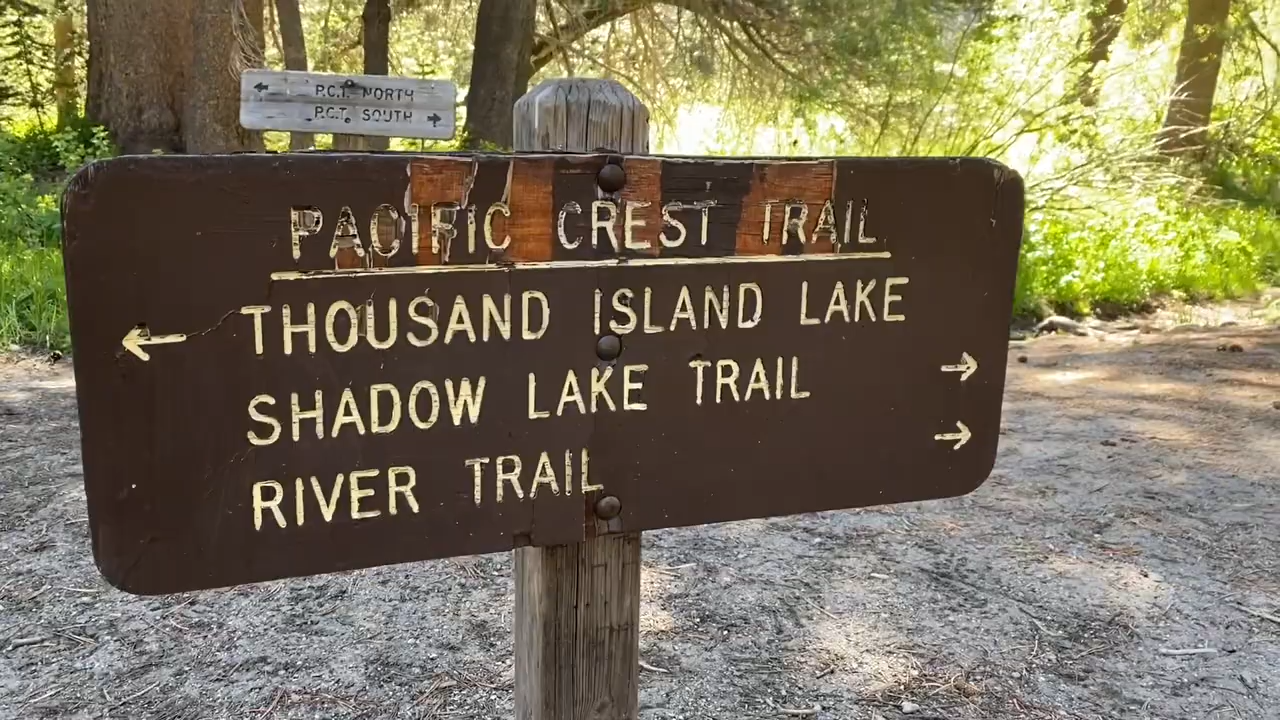 P.C.T. NORTH
P.C.T. SOUTH
PACIFIC CREST TRAIL
THOUSAND ISLAND LAKE
SHADOW LAKE TRAIL
RIVER TRAIL